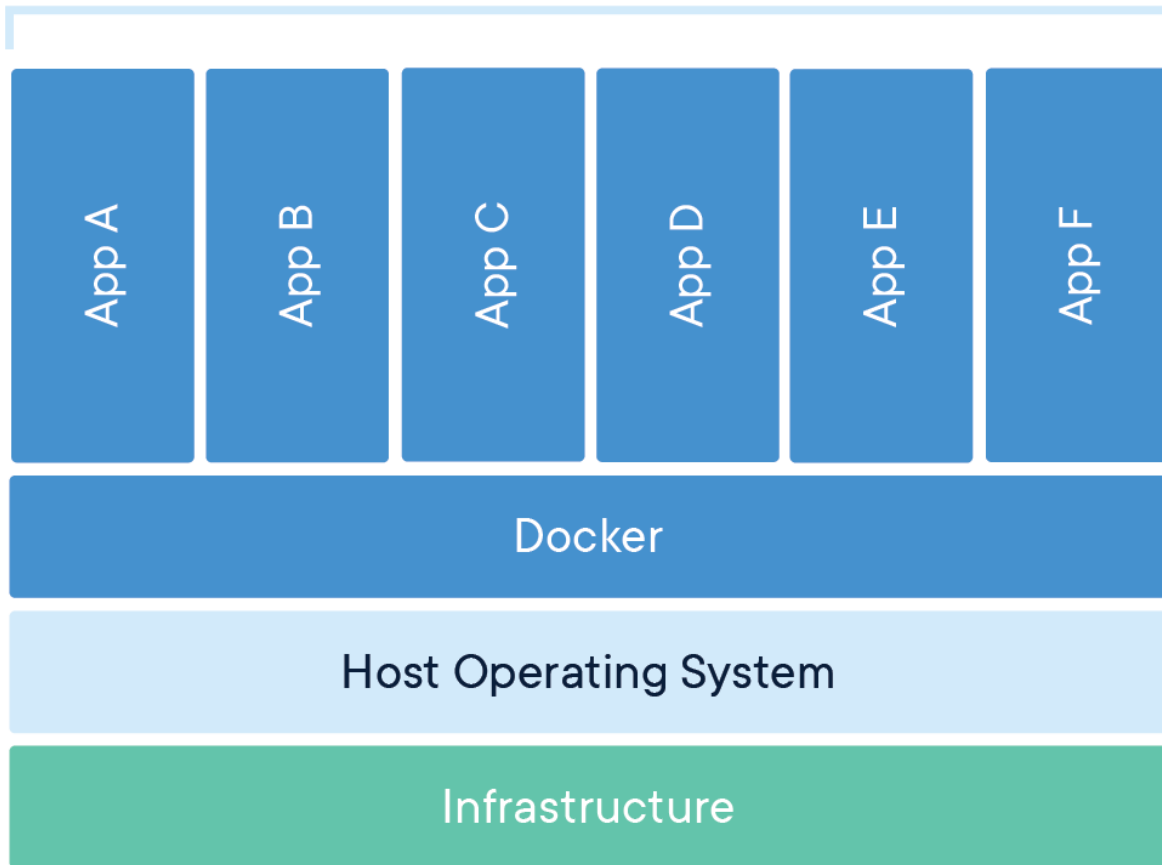 App A
App B
App C
App D
App E
App F
Docker
Host Operating System
Infrastructure